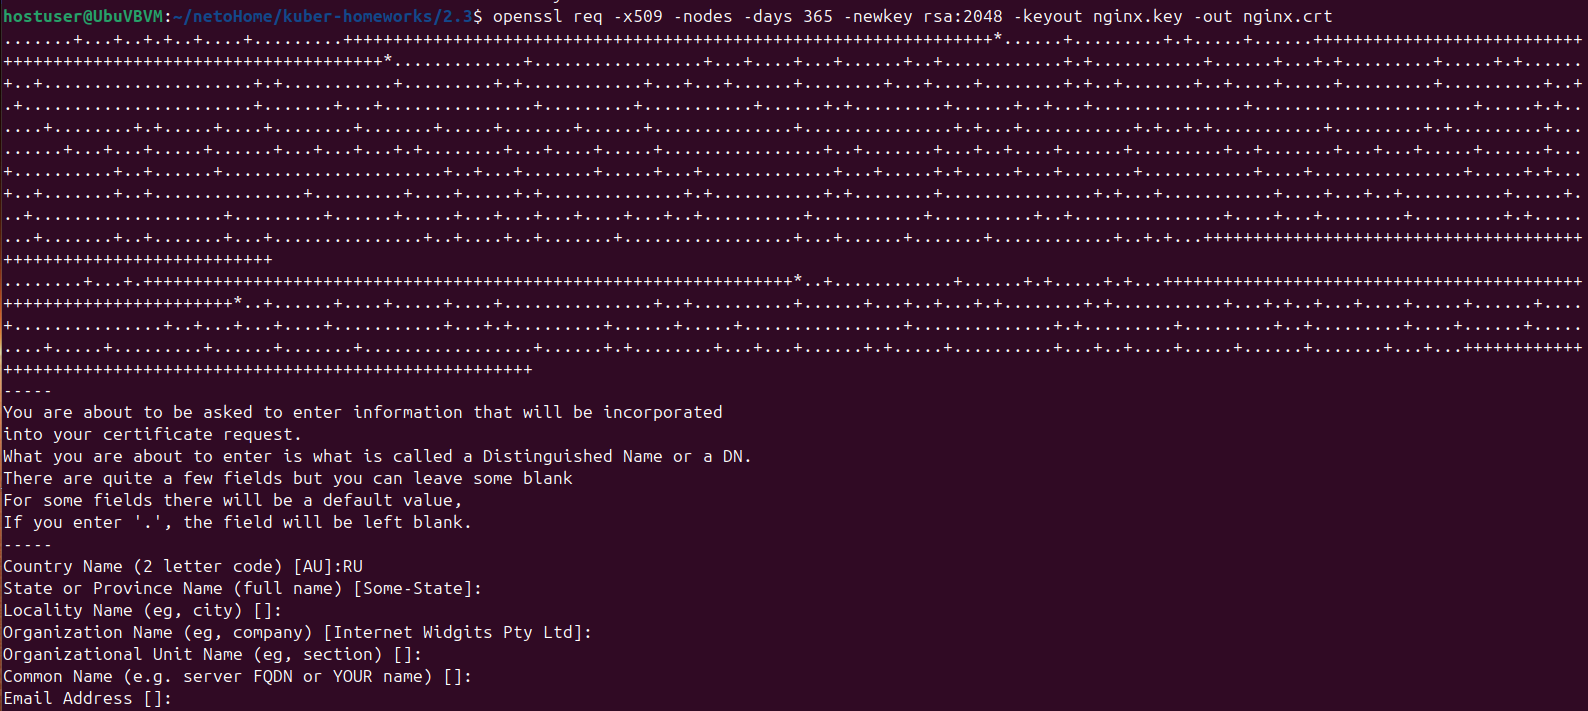 hostuser@UbuVBVM:~/netoHome/kuber-homeworks/2.3$ openssl req -x509 -nodes -days 365 -newkey rsa:2048 -keyout nginx.key -out nginx.crt
-----
You are about to be asked to enter information that will be incorporated
into your certificate request.
What you are about to enter is what is called a Distinguished Name or a DN.
There are quite a few fields but you can leave some blank
For some fields there will be a default value,
If you enter '.', the field will be left blank.
-----
Country Name (2 letter code) [AU]:RU
State or Province Name (full name) [Some-State]:
Locality Name (eg, city) []:
Organization Name (eg, company) [Internet Widgits Pty Ltd]:
Organizational Unit Name (eg, section) []:
Common Name (e.g. server FQDN or YOUR name) []:
Email Address []: